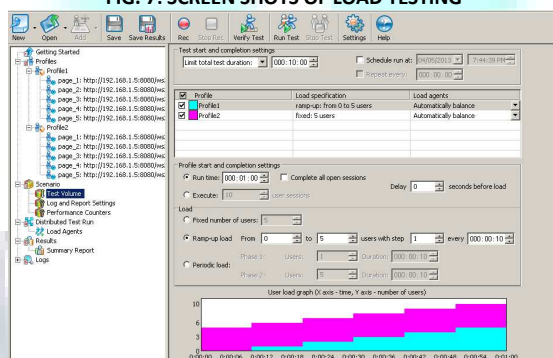 FIG. 7. SCREEN SHOTS OF LOAD TESTING
New Open Add Save Save Results Rec Stop Rec Verify Test Run Test Stop Test Settings Help
Getting Started
Profiles
Profile1
page_1: http://192.168.1.5:8080/ws
page_2: http://192.168.1.5:8080/ws
page_3: http://192.168.1.5:8080/ws
page_4: http://192.168.1.5:8080/ws
page_5: http://192.168.1.5:8080/ws
Profile2
page_1: http://192.168.1.5:8080/ws
page_2: http://192.168.1.5:8080/ws
page_3: http://192.168.1.5:8080/ws
page_4: http://192.168.1.5:8080/ws
page_5: http://192.168.1.5:8080/ws
Scenario
Test Volume
Log and Report Settings
Performance Counters
Distributed Test Run
Load Agents
Results
Summary Report
Logs
Test start and completion settings
Limit total test duration: 000:10:00
Schedule run at: 04/05/2013 7:44:39 PM
Repeat every: 000:00:00
Profile Load specification Load agents
Profile1 ramp-up: from 0 to 5 users Automatically balance
Profile2 fixed: 5 users Automatically balance
Profile start and completion settings
Run time: 000:01:00 Complete all open sessions
Execute: 10 user sessions
Delay 0 seconds before load
Load
Fixed number of users: 5
Ramp-up load From 0 to 5 users with step 1 every 000:00:10
Periodic load:
Phase 1: Users: 1 Duration: 000:00:10
Phase 2: Users: 5 Duration: 000:00:10
User load graph (X axis - time, Y axis - number of users)
10
6
3
0
0:00:00 0:00:06 0:00:12 0:00:18 0:00:24 0:00:30 0:00:36 0:00:42 0:00:48 0:00:54 0:01:00